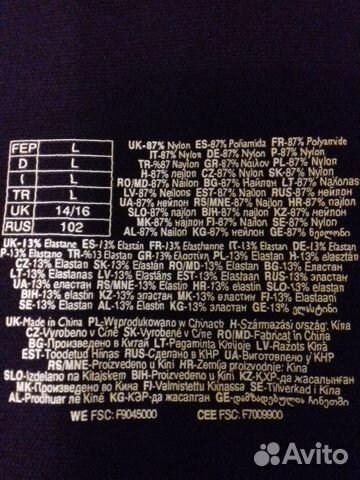 FEP L
D L
I L
TR L
UK 14/16
RUS 102
UK-87% Nylon ES-87% Poliamida FR-87% Polyamide
IT-87% Nylon DE-87% Nylon P-87% Nylon
TR-%87 Naylon GR-87% Νάιλον PL-87% Nylon
H-87% nejlon CZ-87% Nylon SK-87% Nylon
RO/MD-87% Nailon BG-87% найлон LT-87% Nailonas
LV-87% Neilons EST-87% Nailon RUS-87% нейлон
UA-87% нейлон RS/MNE-87% Najlon HR-87% Najlon
SLO-87% najlon BIH-87% Najlon KZ-87% нейлон
MK-87% најлон FI-87% Nailon SE-87% Nylon
AL-87% Najlon KG-87% нейлон GE-87% ნეილონი
UK-13% Elastane ES-13% Elastán FR-13% Elasthanne IT-13% Elastan DE-13% Elastan
P-13% Elastano TR-%13 Elastan GR-13% Ελαστίνη PL-13% Elastan H-13% elasztán
CZ-13% Elastan SK-13% Elastan RO/MD-13% Elastan BG-13% Еластан
LT-13% Elastanas LV-13% Elastāns EST-13% Elastaan RUS-13% эластан
UA-13% еластан RS/MNE-13% Elastin HR-13% Elastin SLO-13% elastan
BIH-13% Elastin KZ-13% эластан MK-13% еластин FI-13% Elastaani
SE-13% Elastan AL-13% Elastin KG-13% эластан GE-13% ელასტანი
UK-Made in China PL-Wyprodukowano w Chinach H-Származási ország: Kína
CZ-Vyrobeno v Číně SK-Vyrobené v Číne RO/MD-Fabricat în China
BG-Произведено в Китай LT-Pagaminta Kinijoje LV-Ražots Ķīnā
EST-Toodetud Hiinas RUS-Сделано в КНР UA-Виготовлено у КНР
RS/MNE-Proizvedeno u Kini HR-Zemlja proizvodnje: Kina
SLO-Izdelano na Kitajskem BiH-Proizvedeno u Kini KZ-ҚХР-да жасалынған
MK-Произведено во Кина FI-Valmistettu Kiinassa SE-Tillverkad i Kina
AL-Prodhuar në Kinë KG-КЭР-да жасалган GE-დამზადებულია ჩინეთში
WE FSC: F9045000 CEE FSC: F7009900
Avito